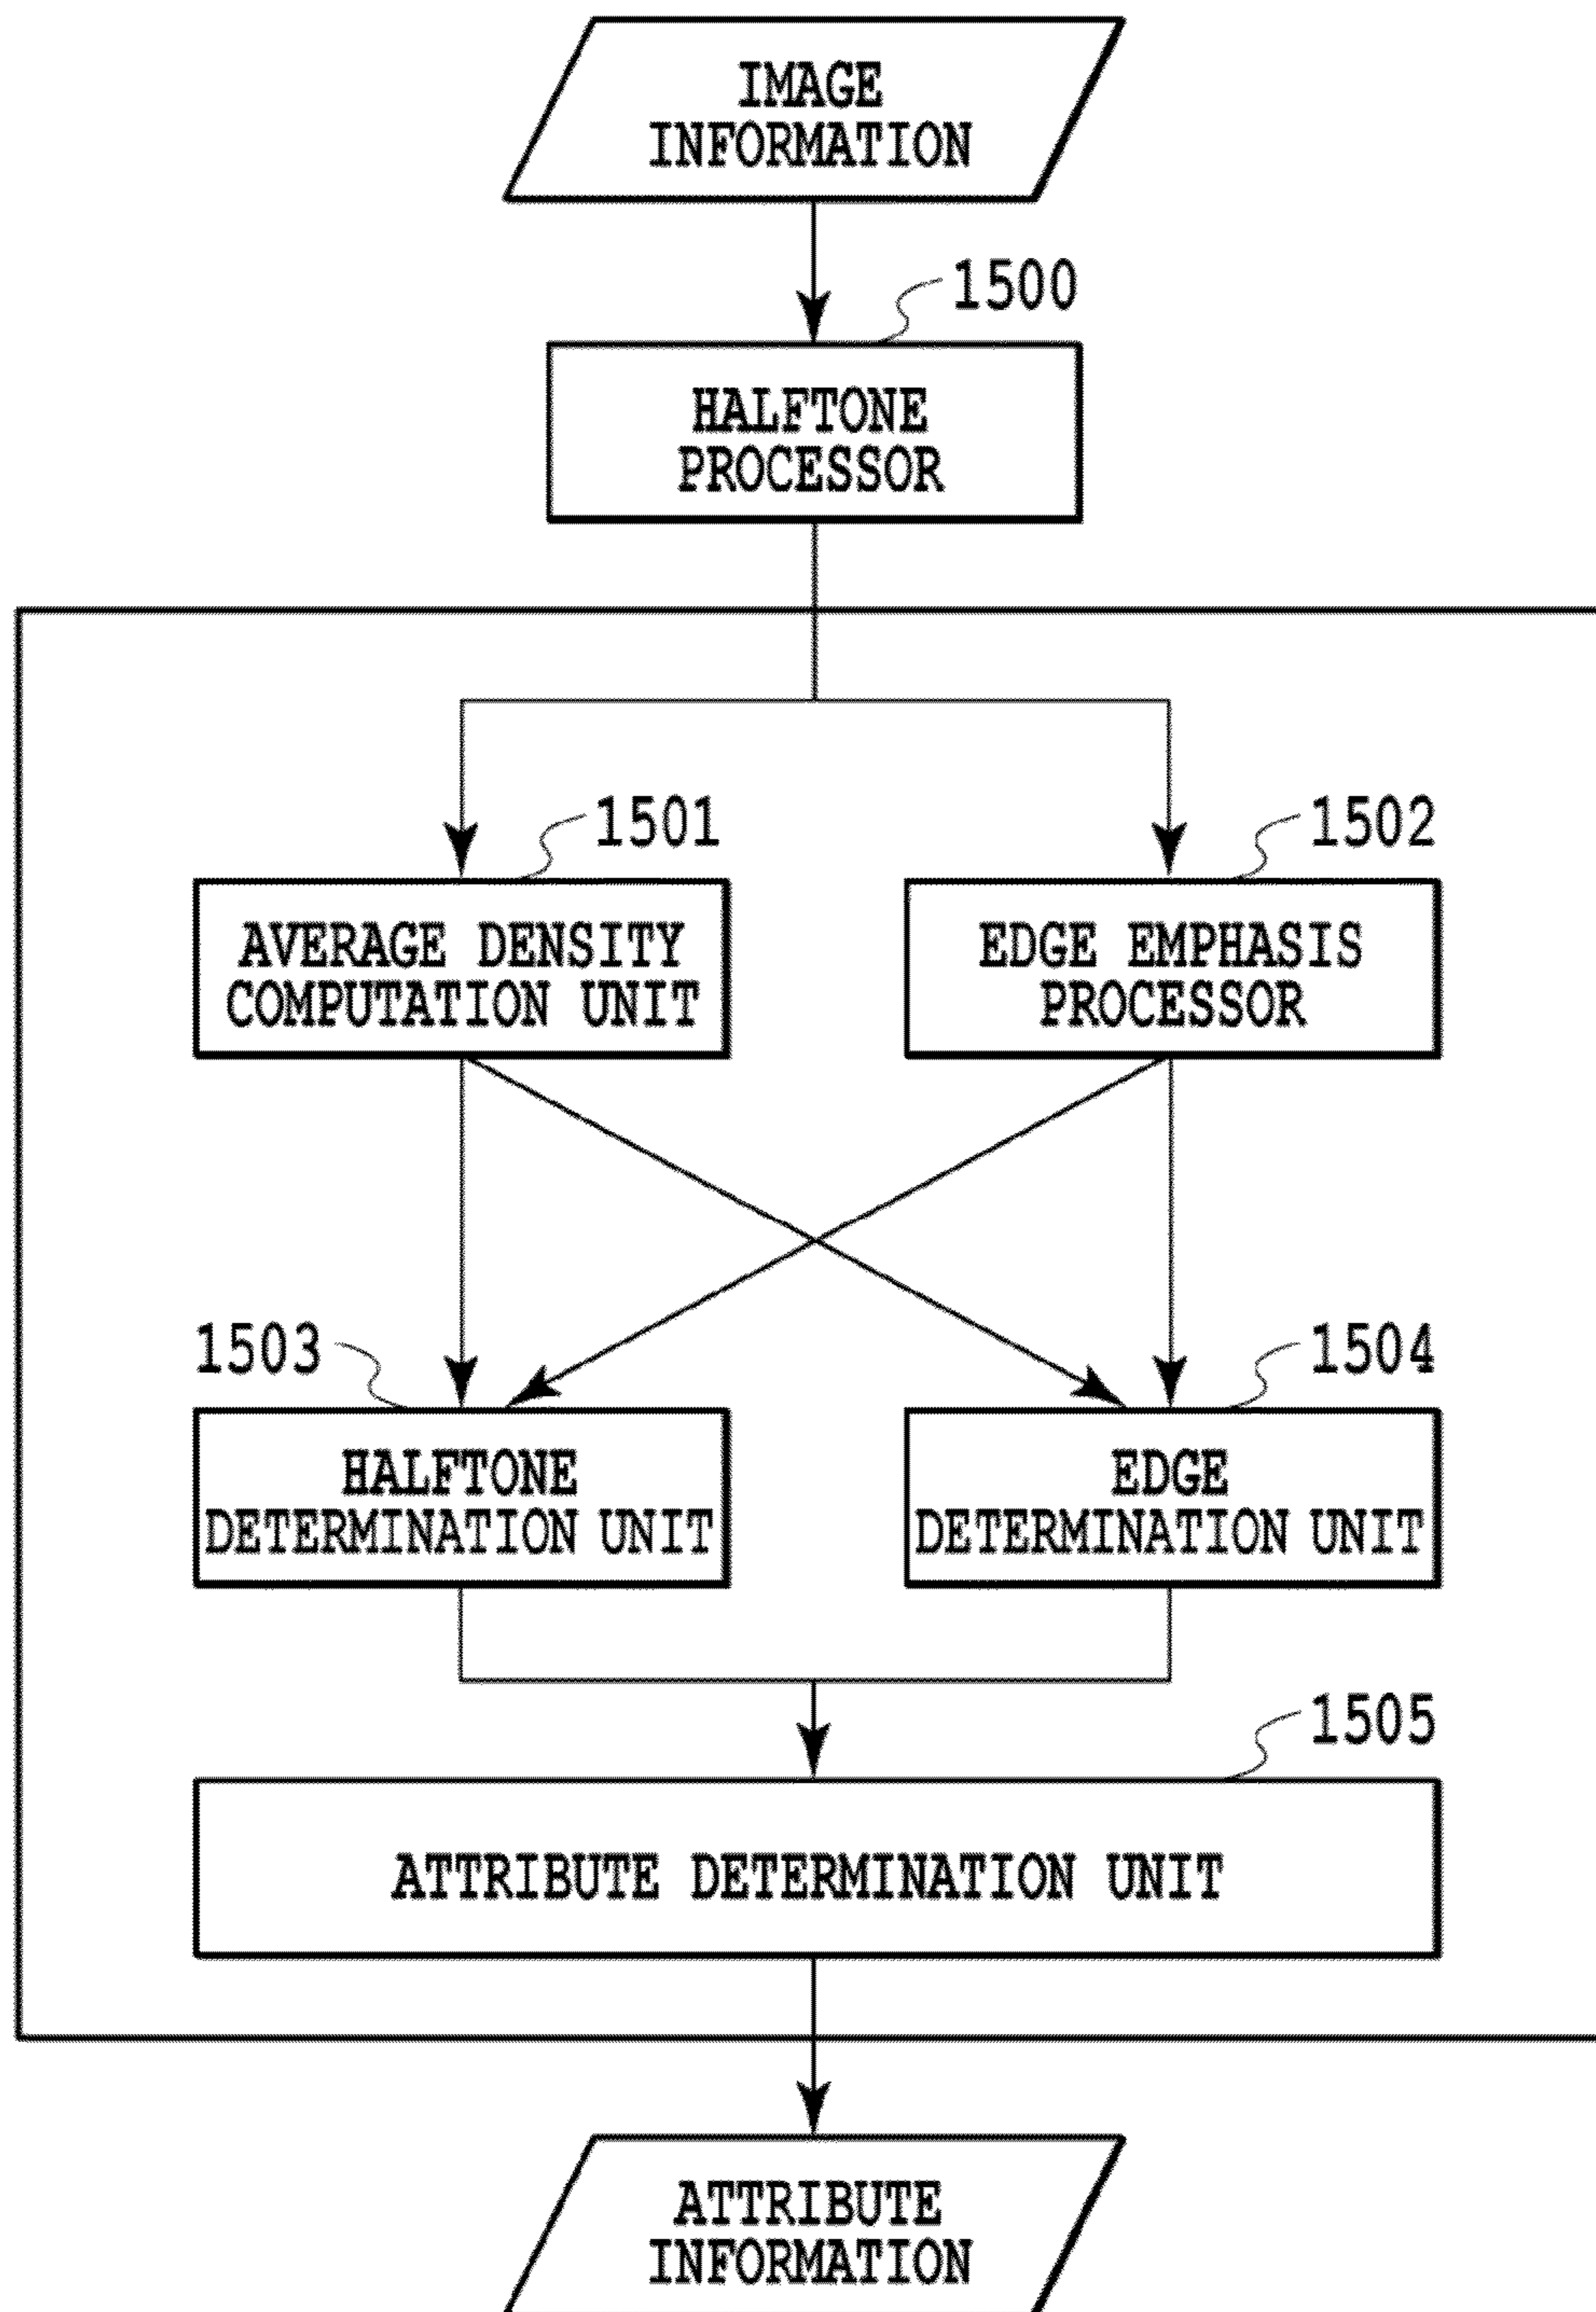 IMAGE
INFORMATION
1500
HALFTONE
PROCESSOR
1501
1502
AVERAGE DENSITY
COMPUTATION UNIT
EDGE EMPHASIS
PROCESSOR
1503
1504
HALFTONE
DETERMINATION UNIT
EDGE
DETERMINATION UNIT
1505
ATTRIBUTE DETERMINATION UNIT
ATTRIBUTE
INFORMATION